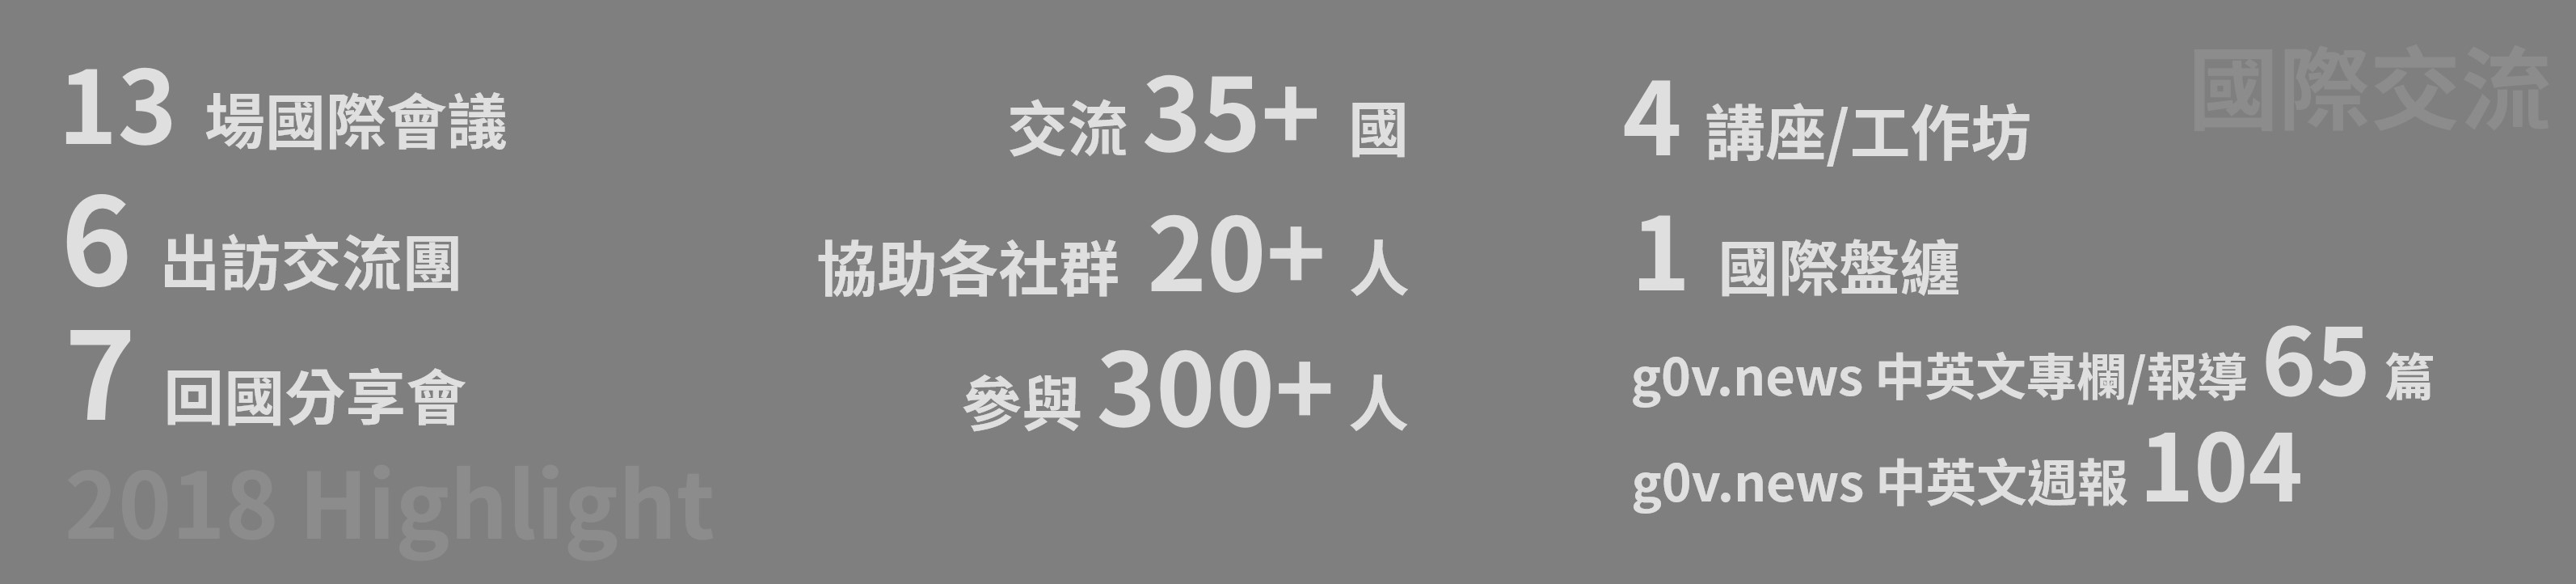 國際交流
13 場國際會議
6 出訪交流團
7 回國分享會
交流 35+ 國
協助各社群 20+ 人
參與 300+ 人
4 講座/工作坊
1 國際盤纏
g0v.news 中英文專欄/報導 65 篇
g0v.news 中英文週報 104
2018 Highlight